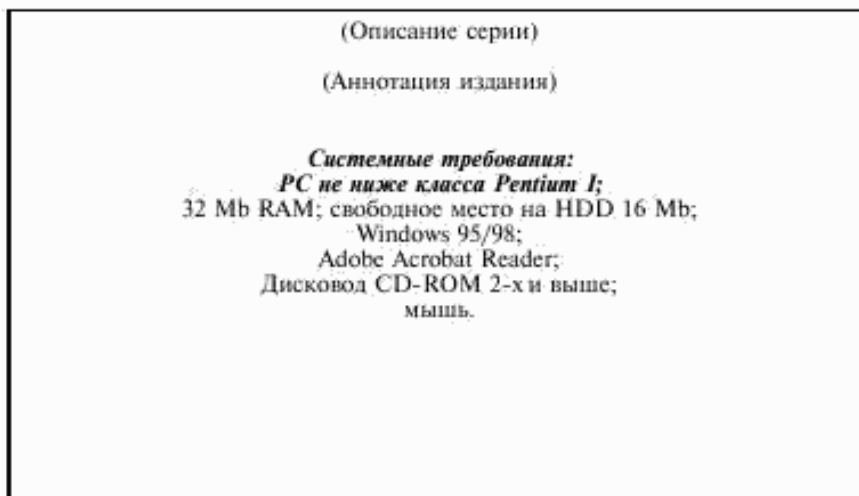 (Описание серии)
(Аннотация издания)
Системные требования:
PC не ниже класса Pentium I;
32 Mb RAM; свободное место на HDD 16 Mb;
Windows 95/98;
Adobe Acrobat Reader;
Дисковод CD-ROM 2-х и выше;
мышь.